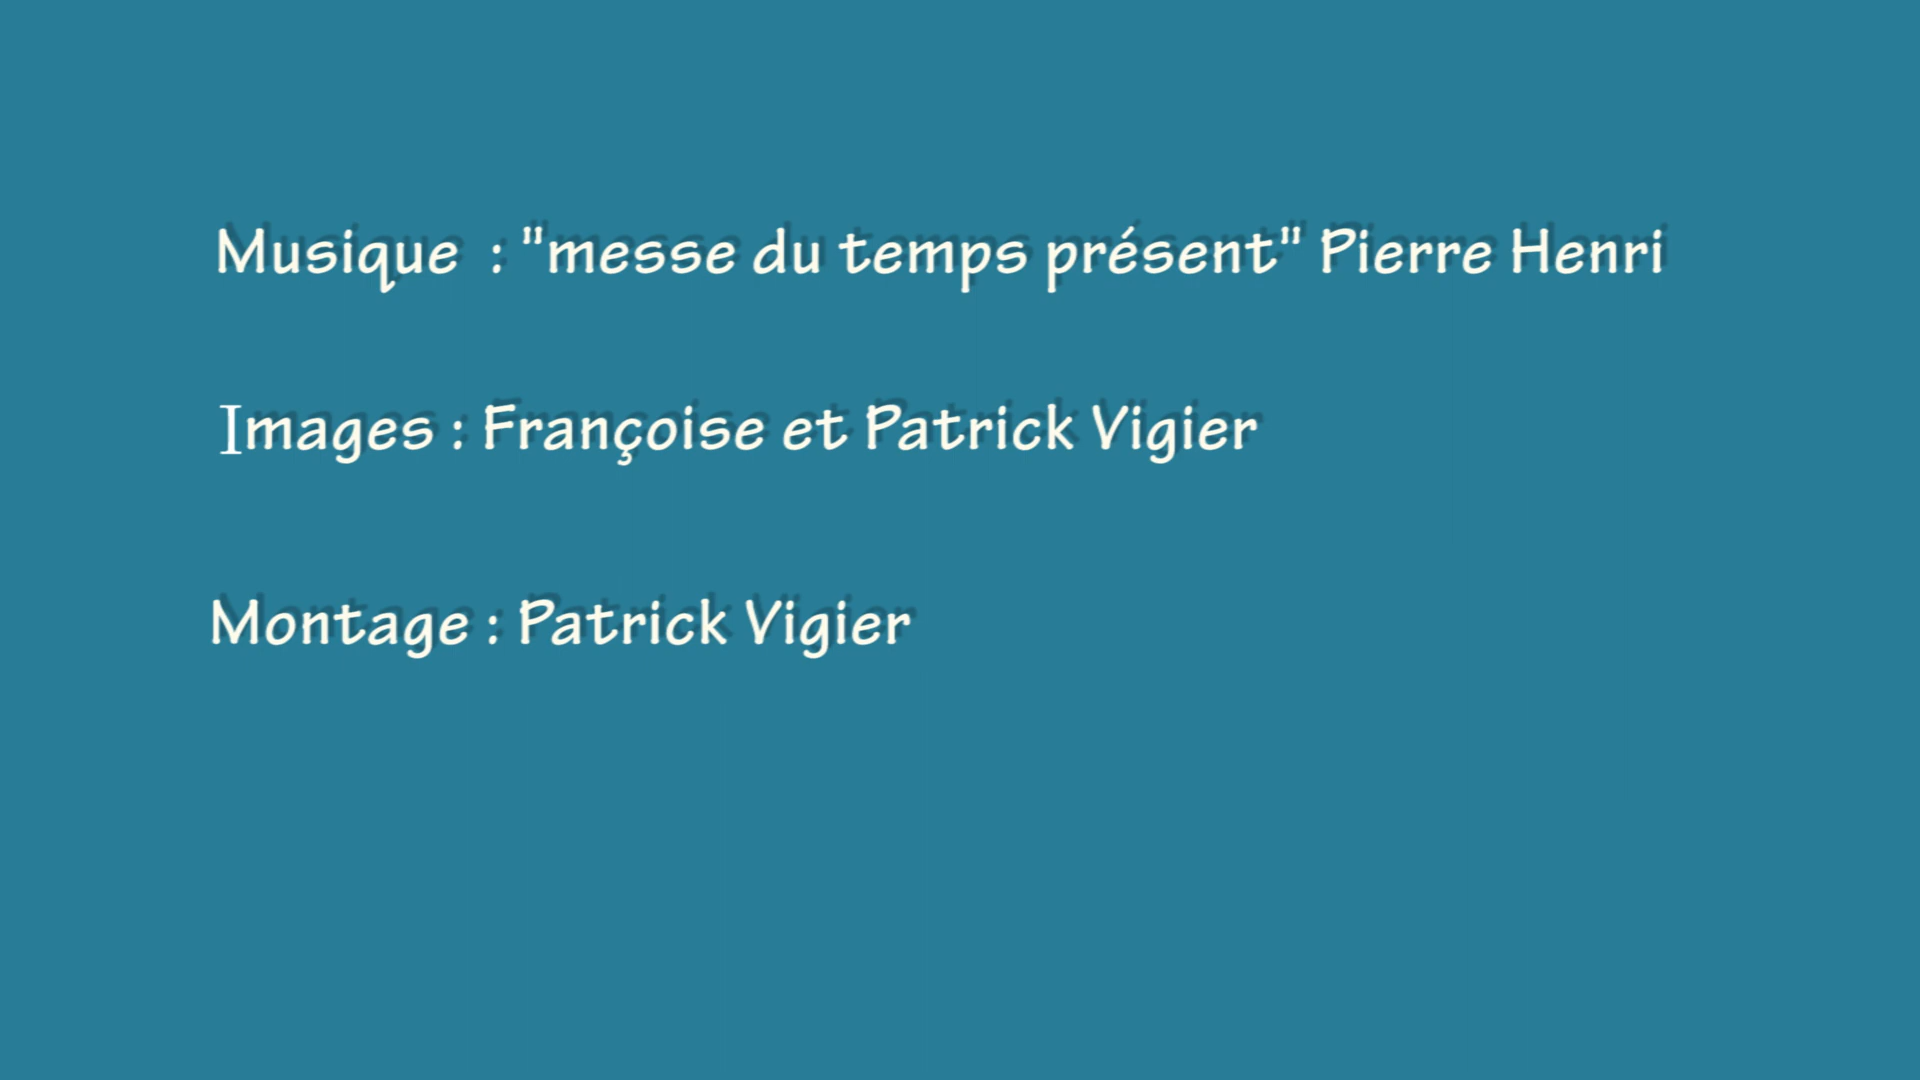 Musique  : "messe du temps présent" Pierre Henri
Images : Françoise et Patrick Vigier
Montage : Patrick Vigier